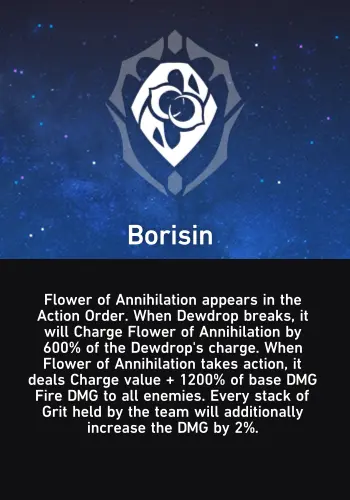 Borisin
Flower of Annihilation appears in the
Action Order. When Dewdrop breaks, it
will Charge Flower of Annihilation by
600% of the Dewdrop's charge. When
Flower of Annihilation takes action, it
deals Charge value + 1200% of base DMG
Fire DMG to all enemies. Every stack of
Grit held by the team will additionally
increase the DMG by 2%.